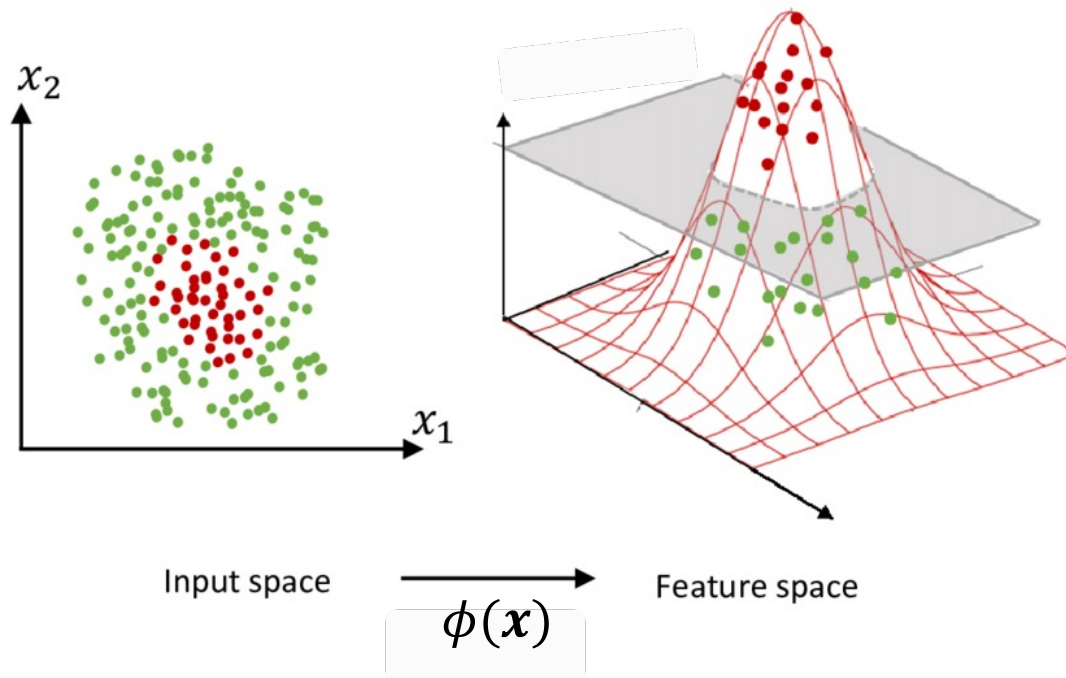 x₂
x₁
Input space
Feature space
ϕ(x)